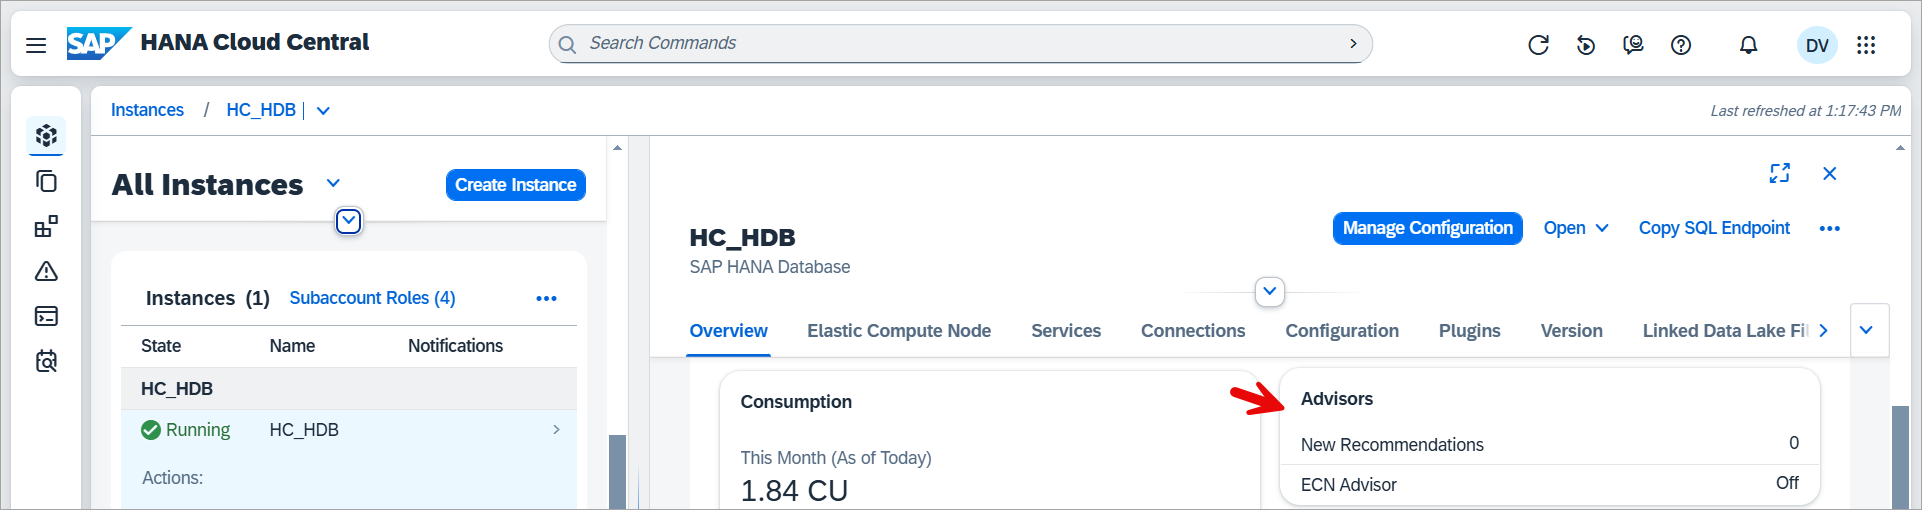 SAP HANA Cloud Central
Search Commands
DV
Instances / HC_HDB
Last refreshed at 1:17:43 PM
All Instances
Create Instance
HC_HDB
SAP HANA Database
Manage Configuration
Open
Copy SQL Endpoint
Instances (1)
Subaccount Roles (4)
State Name Notifications
HC_HDB
Running HC_HDB
Actions:
Overview Elastic Compute Node Services Connections Configuration Plugins Version Linked Data Lake Fil
Consumption
This Month (As of Today)
1.84 CU
Advisors
New Recommendations 0
ECN Advisor Off